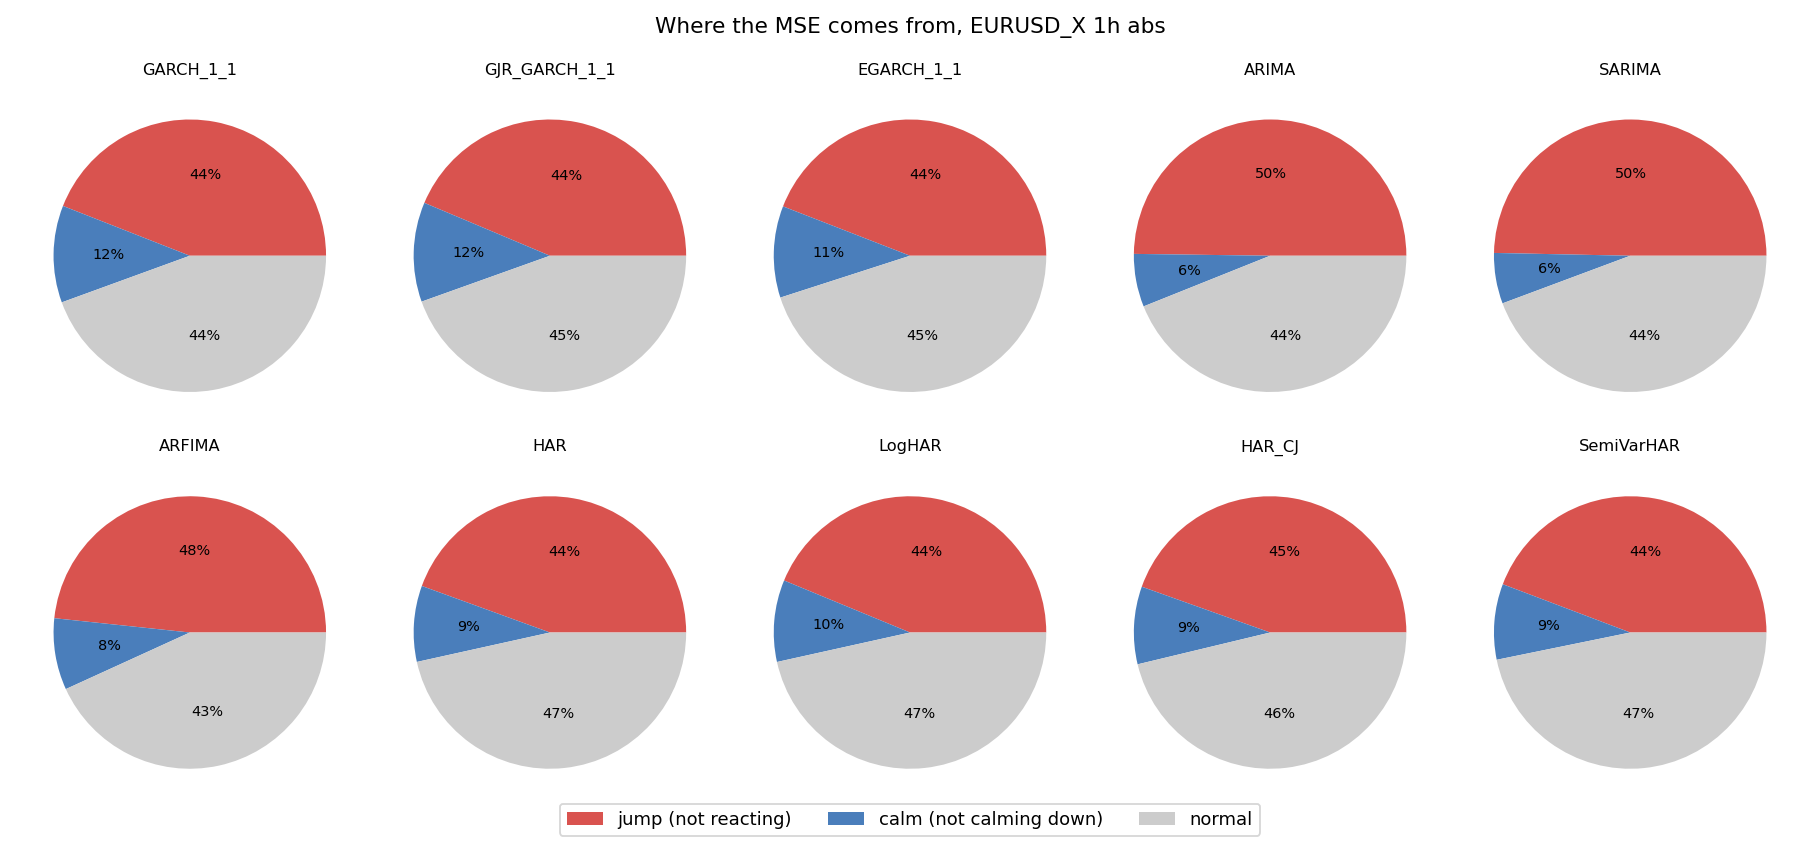 Where the MSE comes from, EURUSD_X 1h abs
GARCH_1_1
GJR_GARCH_1_1
EGARCH_1_1
ARIMA
SARIMA
44%
12%
44%
44%
12%
45%
44%
11%
45%
50%
6%
44%
50%
6%
44%
ARFIMA
HAR
LogHAR
HAR_CJ
SemiVarHAR
48%
8%
43%
44%
9%
47%
44%
10%
47%
45%
9%
46%
44%
9%
47%
jump (not reacting)
calm (not calming down)
normal